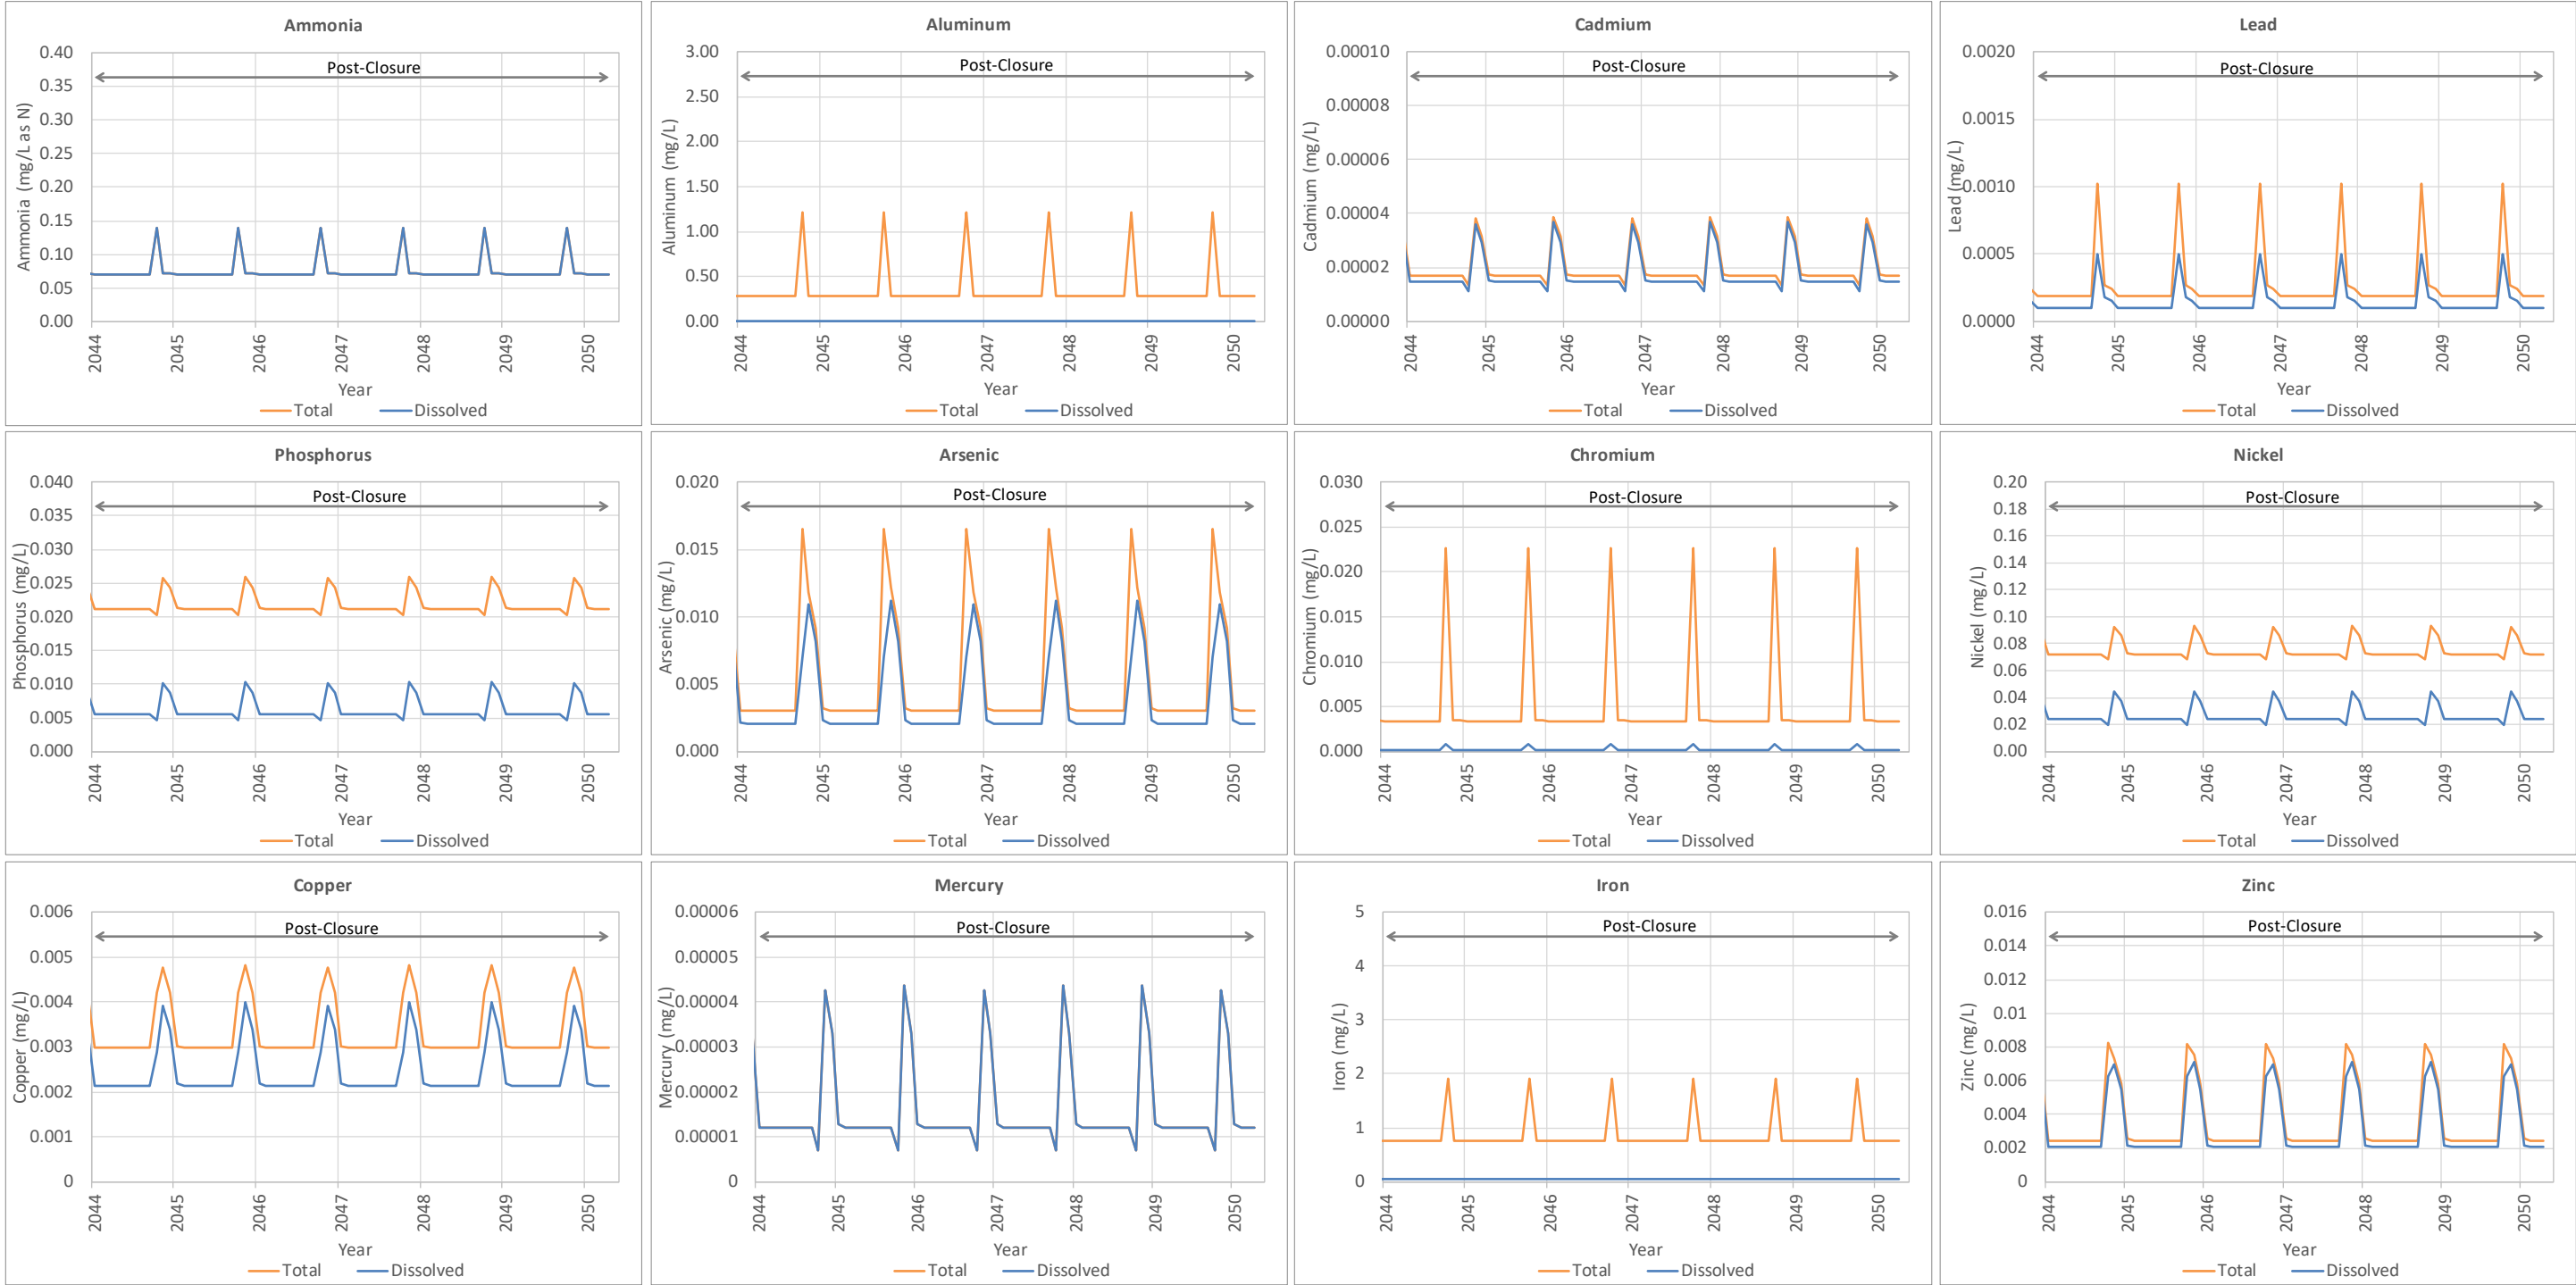 Ammonia
0.40
0.35
0.30
0.25
0.20
0.15
0.10
0.05
0.00
Ammonia (mg/L as N)
Post-Closure
2044 2045 2046 2047 2048 2049 2050
Year
Total Dissolved
Aluminum
3.00
2.50
2.00
1.50
1.00
0.50
0.00
Aluminum (mg/L)
Post-Closure
2044 2045 2046 2047 2048 2049 2050
Year
Total Dissolved
Cadmium
0.00010
0.00008
0.00006
0.00004
0.00002
0.00000
Cadmium (mg/L)
Post-Closure
2044 2045 2046 2047 2048 2049 2050
Year
Total Dissolved
Lead
0.0020
0.0015
0.0010
0.0005
0.0000
Lead (mg/L)
Post-Closure
2044 2045 2046 2047 2048 2049 2050
Year
Total Dissolved
Phosphorus
0.040
0.035
0.030
0.025
0.020
0.015
0.010
0.005
0.000
Phosphorus (mg/L)
Post-Closure
2044 2045 2046 2047 2048 2049 2050
Year
Total Dissolved
Arsenic
0.020
0.015
0.010
0.005
0.000
Arsenic (mg/L)
Post-Closure
2044 2045 2046 2047 2048 2049 2050
Year
Total Dissolved
Chromium
0.030
0.025
0.020
0.015
0.010
0.005
0.000
Chromium (mg/L)
Post-Closure
2044 2045 2046 2047 2048 2049 2050
Year
Total Dissolved
Nickel
0.20
0.18
0.16
0.14
0.12
0.10
0.08
0.06
0.04
0.02
0.00
Nickel (mg/L)
Post-Closure
2044 2045 2046 2047 2048 2049 2050
Year
Total Dissolved
Copper
0.006
0.005
0.004
0.003
0.002
0.001
0
Copper (mg/L)
Post-Closure
2044 2045 2046 2047 2048 2049 2050
Year
Total Dissolved
Mercury
0.00006
0.00005
0.00004
0.00003
0.00002
0.00001
0
Mercury (mg/L)
Post-Closure
2044 2045 2046 2047 2048 2049 2050
Year
Total Dissolved
Iron
5
4
3
2
1
0
Iron (mg/L)
Post-Closure
2044 2045 2046 2047 2048 2049 2050
Year
Total Dissolved
Zinc
0.016
0.014
0.012
0.01
0.008
0.006
0.004
0.002
0
Zinc (mg/L)
Post-Closure
2044 2045 2046 2047 2048 2049 2050
Year
Total Dissolved